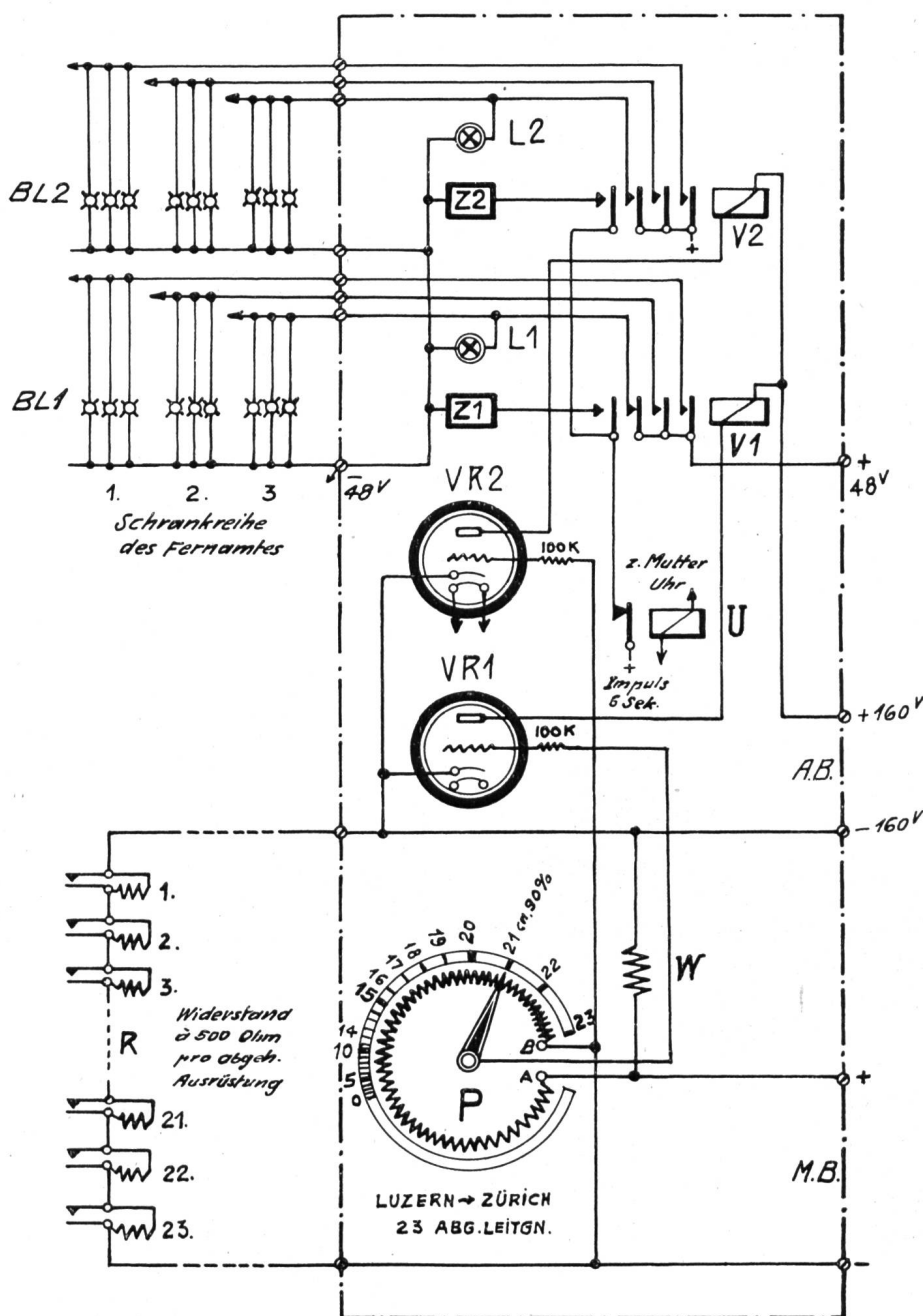 L2
BL2
Z2
V2
L1
BL1
Z1
V1
1. 2. 3
Schrankreihe
des Fernamtes
− 48V
+
48V
VR2
100K
z. Mutter
Uhr
U
+
Impuls
6 Sek.
VR1
100K
+160V
A.B.
−160V
1.
2.
3.
R
Widerstand
à 500 Ohm
pro abgeh.
Ausrüstung
21.
22.
23.
0 5 10 14 15 16 17 18 19 20 21 ca. 90% 22 23
W
B
A
P
+
M.B.
LUZERN → ZÜRICH
23 ABG. LEITGN.
−